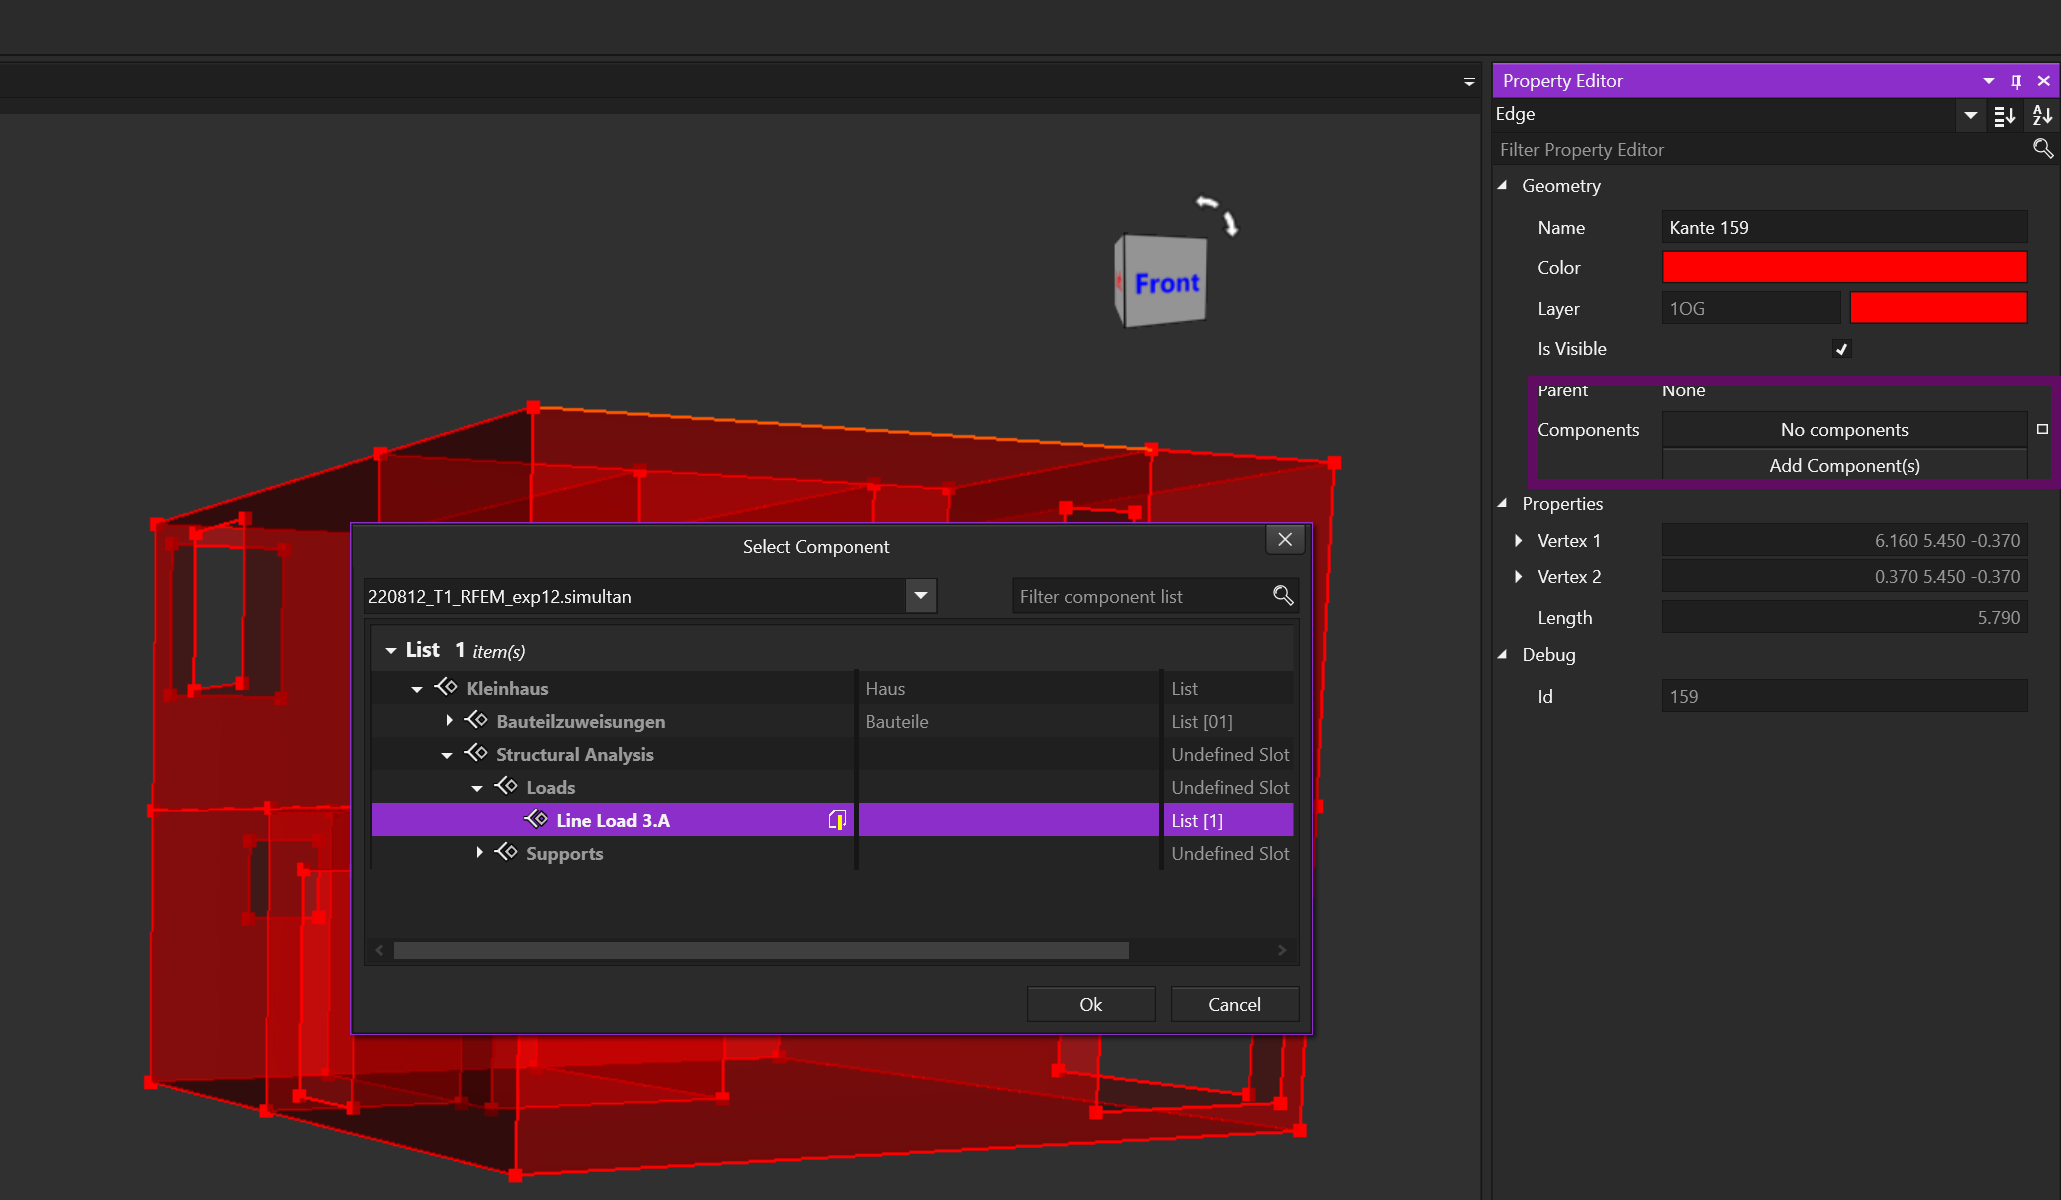 Property Editor
Edge
Filter Property Editor
Geometry
Name Kante 159
Color
Layer 1OG
Is Visible
Parent None
Components No components
Add Component(s)
Properties
Vertex 1 6.160 5.450 -0.370
Vertex 2 0.370 5.450 -0.370
Length 5.790
Debug
Id 159
Front
Select Component
220812_T1_RFEM_exp12.simultan Filter component list
List 1 item(s)
Kleinhaus Haus List
Bauteilzuweisungen Bauteile List [01]
Structural Analysis Undefined Slot
Loads Undefined Slot
Line Load 3.A List [1]
Supports Undefined Slot
Ok Cancel